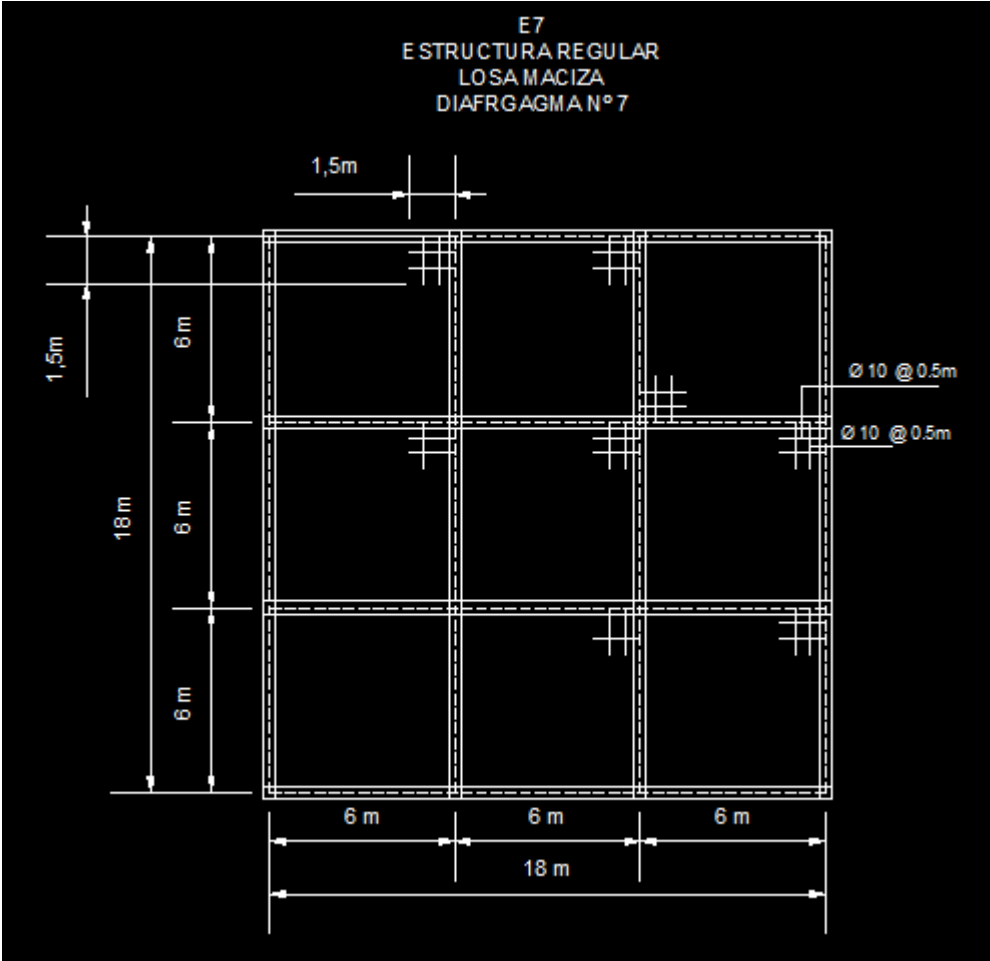 E7
ESTRUCTURA REGULAR
LOSA MACIZA
DIAFRGAGMA Nº 7
1,5m
1,5m
6 m
Ø 10 @ 0.5m
Ø 10 @ 0.5m
18 m
6 m
6 m
6 m
6 m
6 m
18 m